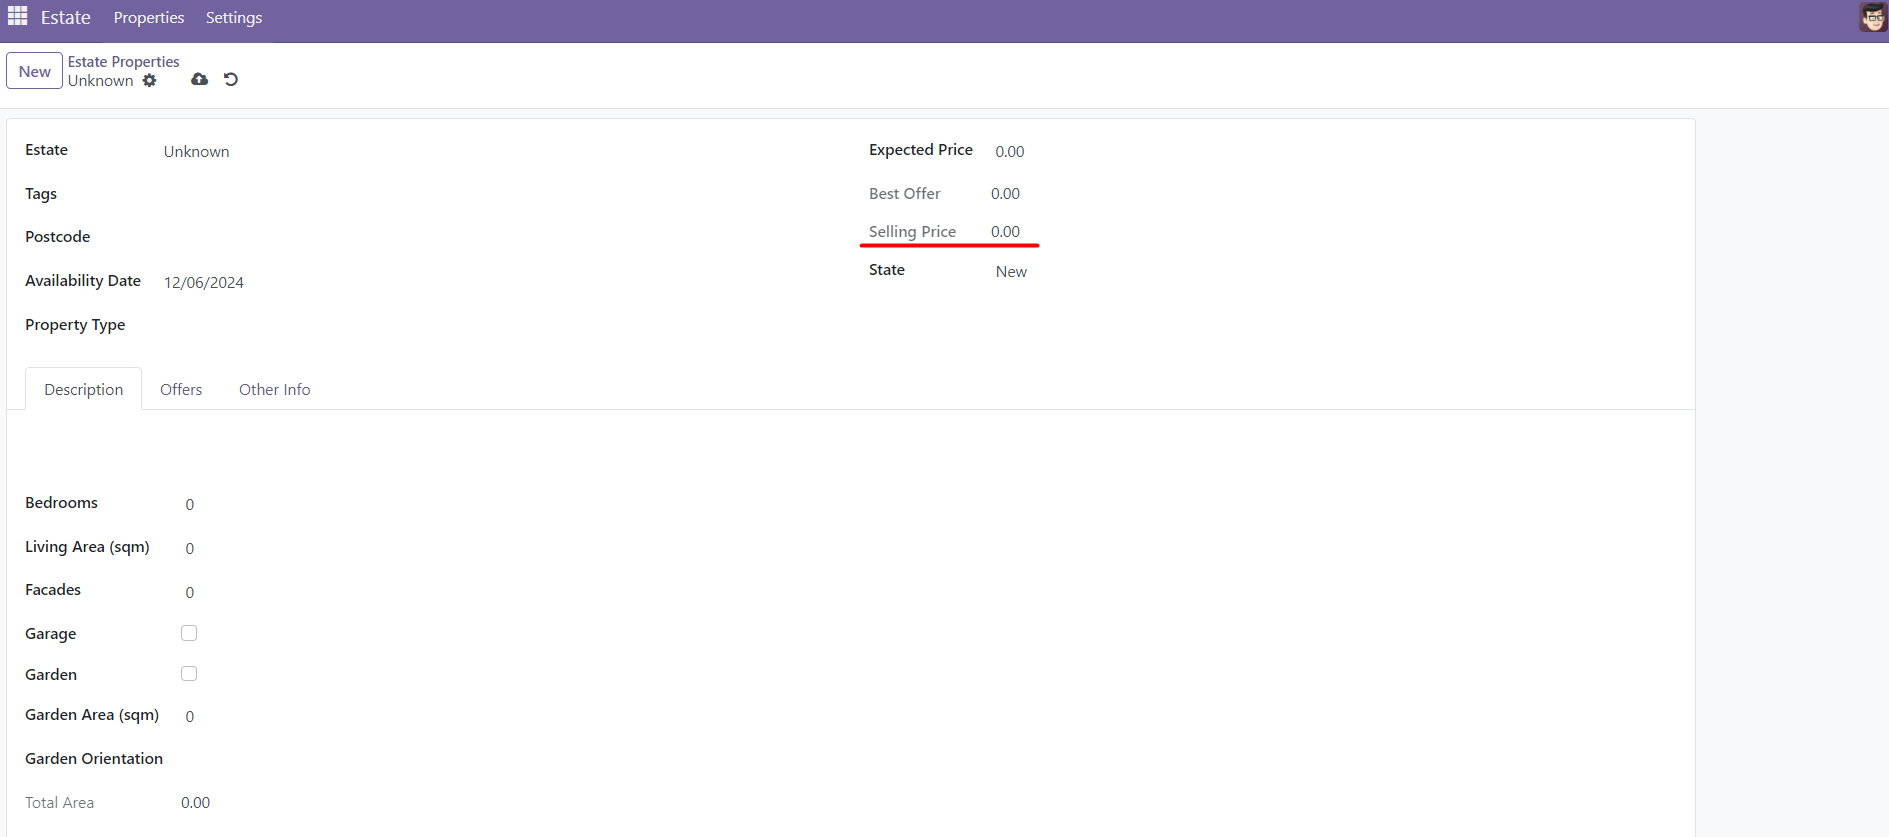 Estate Properties Settings
New
Estate Properties
Unknown
Estate Unknown
Tags
Postcode
Availability Date 12/06/2024
Property Type
Expected Price 0.00
Best Offer 0.00
Selling Price 0.00
State New
Description Offers Other Info
Bedrooms 0
Living Area (sqm) 0
Facades 0
Garage
Garden
Garden Area (sqm) 0
Garden Orientation
Total Area 0.00